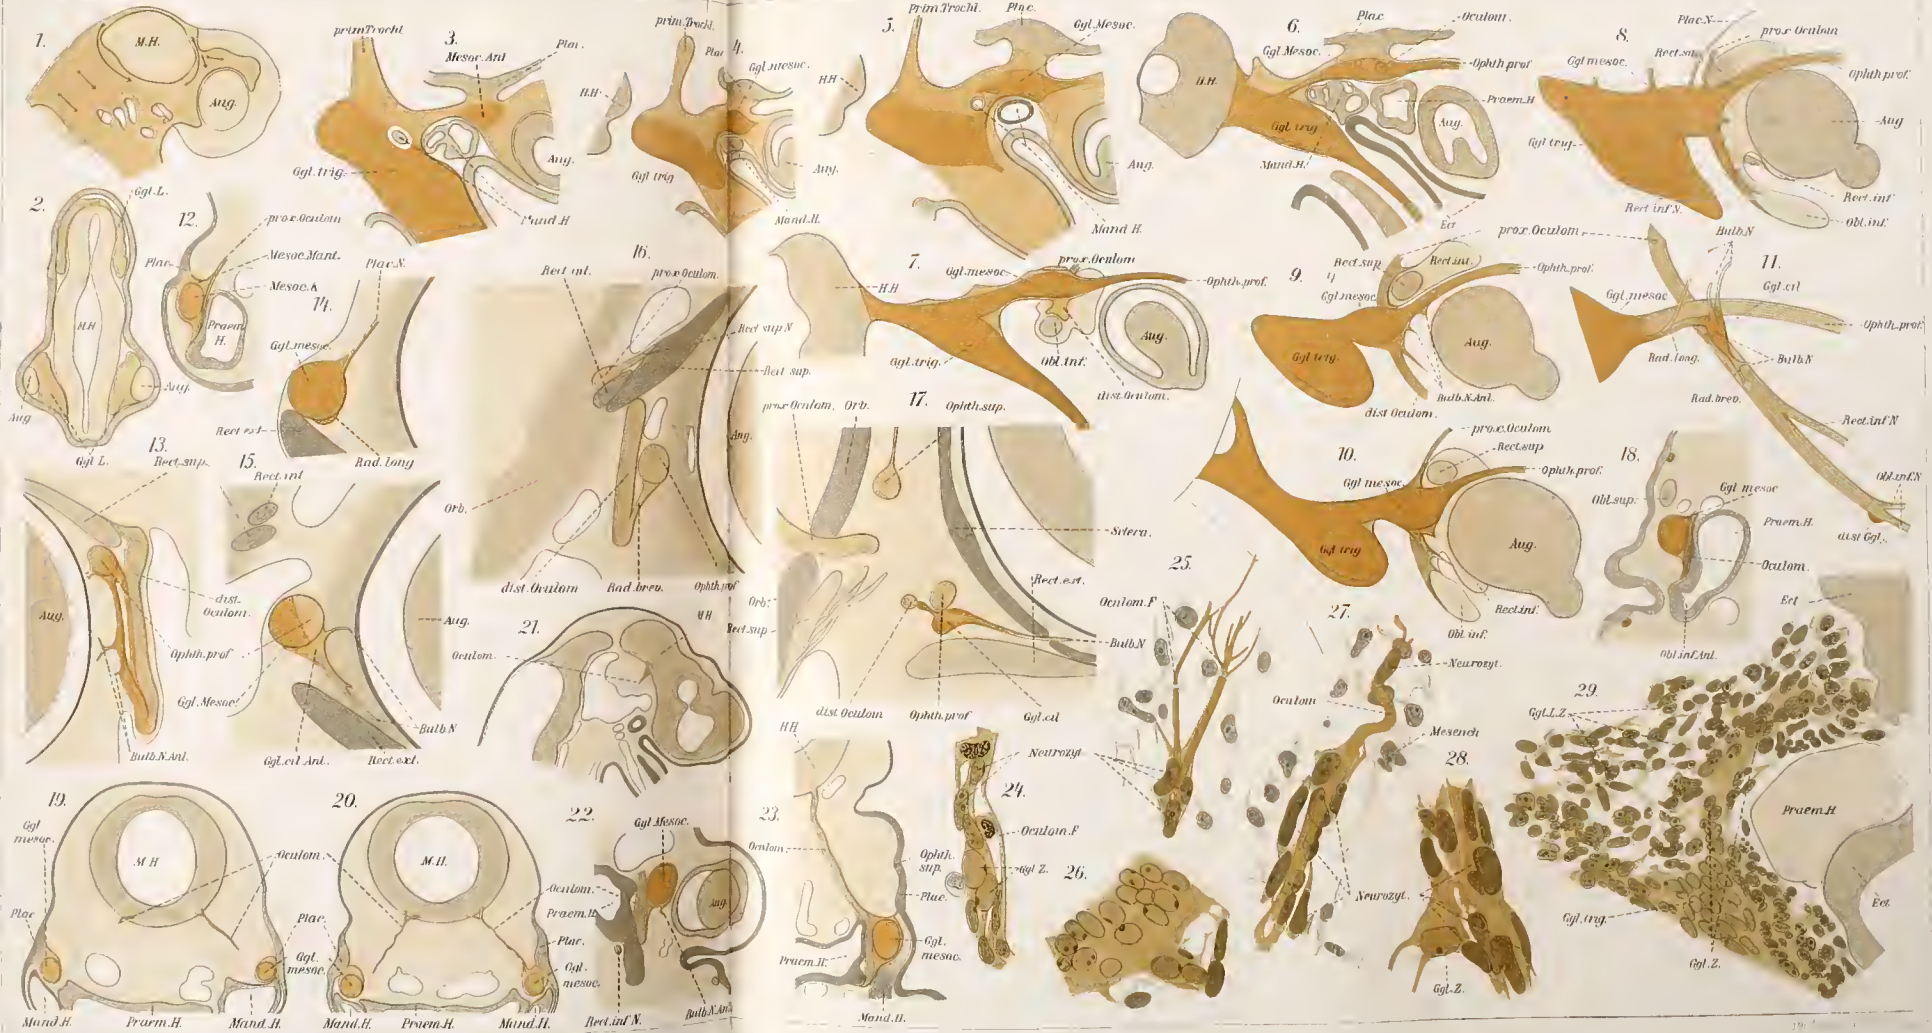 1.
M.H.
Aug.
2.
Ggl.L.
M.H
Aug.
Aug
Ggl L.
3.
primTrochl
Mesoc.Anl
Plac.
Ggl.trig.
Aug.
Mand.H
4.
prim.Trochl.
Plac
Ggl.mesoc.
H.H
Ggl trig
Aug.
Mand.H.
5.
Prim.Trochl.
Plac.
Ggl.Mesoc.
H.H
Aug.
Mand H.
6.
Plac
Oculom.
Ggl Mesoc.
Ophth prof
H.H.
Praem.H
Ggl trig
Aug.
Mand.H.
Ect
7.
Ggl.mesoc
prox.Oculom
Ophth.prof.
H.H
Aug.
Ggl.trig.
Obl.inf.
dist.Oculom.
8.
Plac.N
prox Oculom
Rect.sup
Ggl mesoc.
Ophth prof.
Aug
Ggl trig.
Rect.inf
Rect inf N.
Obl.inf.
9.
prox.Oculom.
Rect.sup
Rect.int.
Ophth.prof.
Ggl.mesoc.
Ggl trig.
Aug.
Bulb.N.Anl.
dist Oculom.
10.
prox.Oculom
Rect.sup
Ggl mesoc.
Ophth.prof.
Ggl trig
Aug.
Rect.inf.
Obl inf.
11.
Bulb.N
Ggl.mesoc
Ggl.cil
Ophth.prof.
Rad.long.
Bulb.N
Rad.brev.
Rect.inf N
Obl.inf.N
dist Ggl.
12.
prox.Oculom
Plac.
Mesoc.Mant.
Mesoc.k
Praem H.
13.
Rect.sup.
Aug.
dist.
Oculom.
Ophth.prof
Bulb.N.Anl.
14.
Plac.N.
Ggl.mesoc.
Rect ext
Rad.long
15.
Rect.int
Aug.
Ggl.Mesoc.
Bulb N
Ggl.cil Anl.
Rect.ext.
16.
Rect int.
prox Oculom.
Rect sup N
Rect sup.
Aug.
Orb.
dist.Oculom
Rad.brev.
Ophth.prof
17.
prox Oculom.
Orb.
Ophth.sup.
Sclera.
Rect.ext.
Orb.
Rect.sup
Bulb.N
dist Oculom
Ophth.prof
Ggl.cil
18.
Obl.sup.
Ggl mesoc
Praem.H.
Oculom.
Obl inf.Anl.
19.
Ggl
mesoc.
M H
Oculom.
Plac
Mand.H.
Praem.H.
Mand.H.
20.
M.H.
Plac.
Ggl.
mesoc.
Plac.
Ggl.
mesoc.
Mand.H.
Praem.H.
Mand.H.
21.
Oculom.
22.
Ggl.Mesoc.
Oculom.
Praem.H.
Aug.
Rect.inf N.
Bulb.N.Anl
23.
HH
Oculom.
Ophth.
sup.
Plac.
Praem.H.
Ggl.
mesoc.
Mand.H.
24.
Neurozyt
Oculom.F
Ggl Z.
25.
Oculom.F
26.
27.
Neurozyt.
Oculom
Mesench
Neurozyt.
28.
Ggl.Z.
29.
Ect
Ggl.L.Z
Praem.H
Ect.
Ggl.trig.
Ggl.Z.